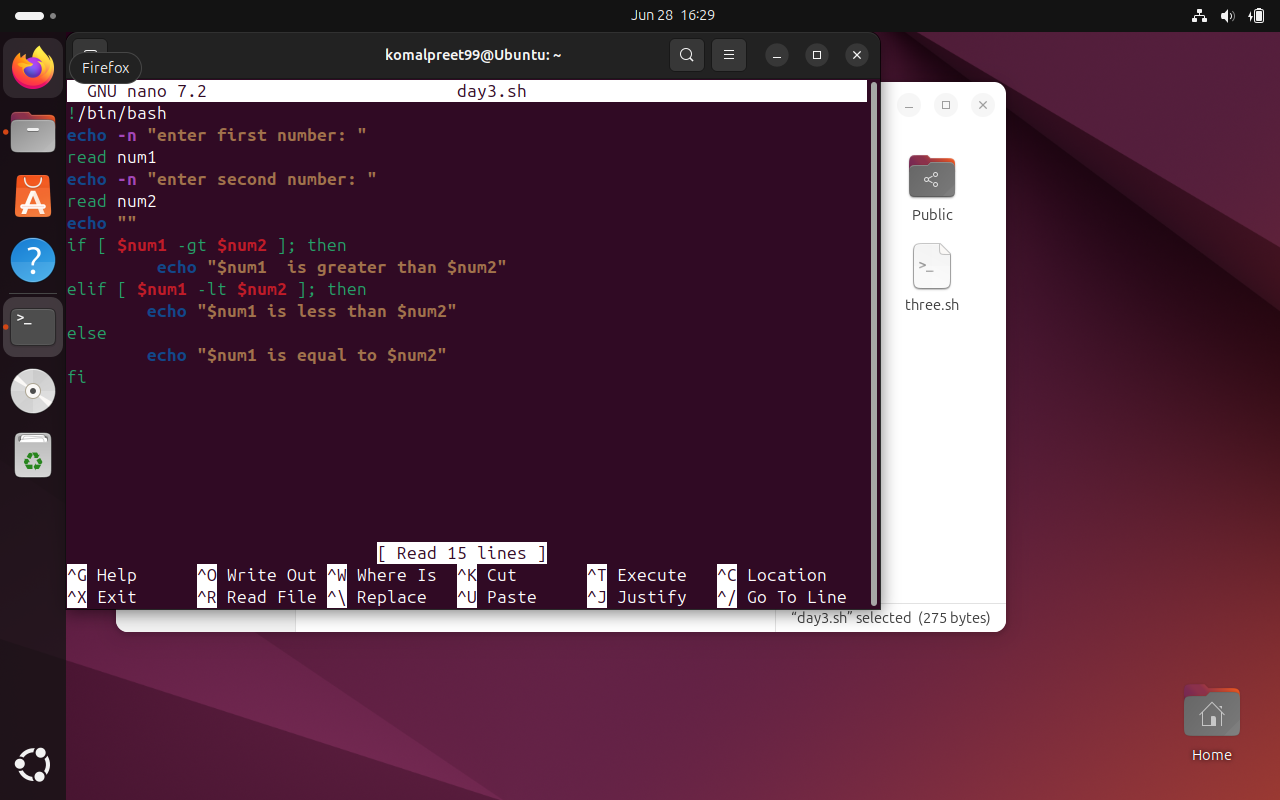 Jun 28 16:29
komalpreet99@Ubuntu: ~
Firefox
GNU nano 7.2 day3.sh
!/bin/bash
echo -n "enter first number: "
read num1
echo -n "enter second number: "
read num2
echo ""
if [ $num1 -gt $num2 ]; then
echo "$num1  is greater than $num2"
elif [ $num1 -lt $num2 ]; then
echo "$num1 is less than $num2"
else
echo "$num1 is equal to $num2"
fi
[ Read 15 lines ]
^G Help ^O Write Out ^W Where Is ^K Cut ^T Execute ^C Location
^X Exit ^R Read File ^\ Replace ^U Paste ^J Justify ^/ Go To Line
Public
>_
three.sh
“day3.sh” selected (275 bytes)
>_
?
Home